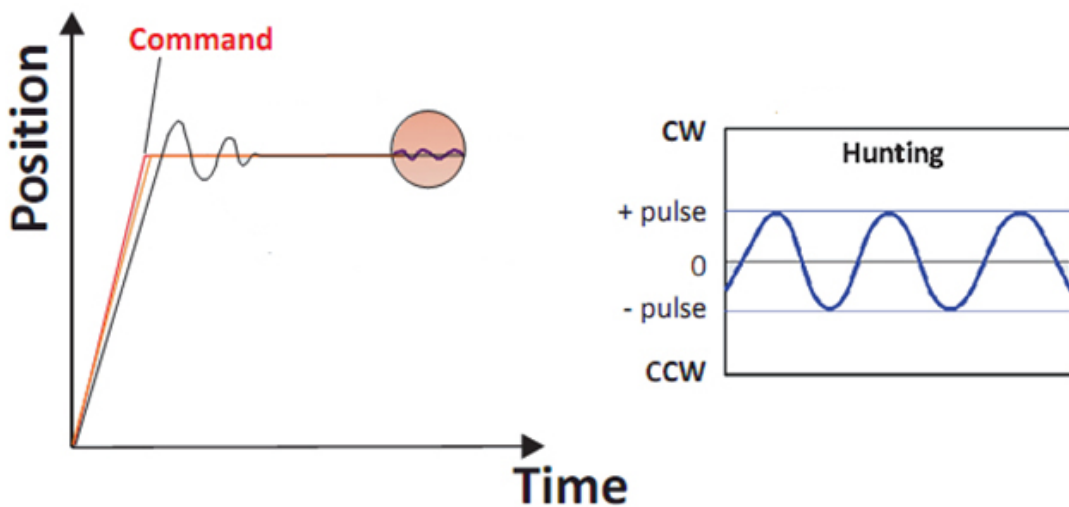 Command
Position
Time
CW
Hunting
+ pulse
0
- pulse
CCW